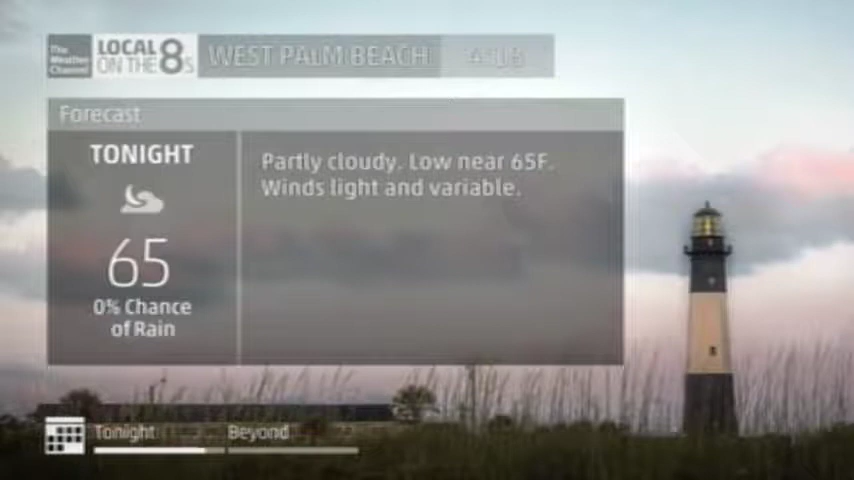 The
Weather
Channel
LOCAL
ON THE 8s
WEST PALM BEACH
Forecast
TONIGHT
65
0% Chance
of Rain
Partly cloudy. Low near 65F.
Winds light and variable.
Tonight
Beyond